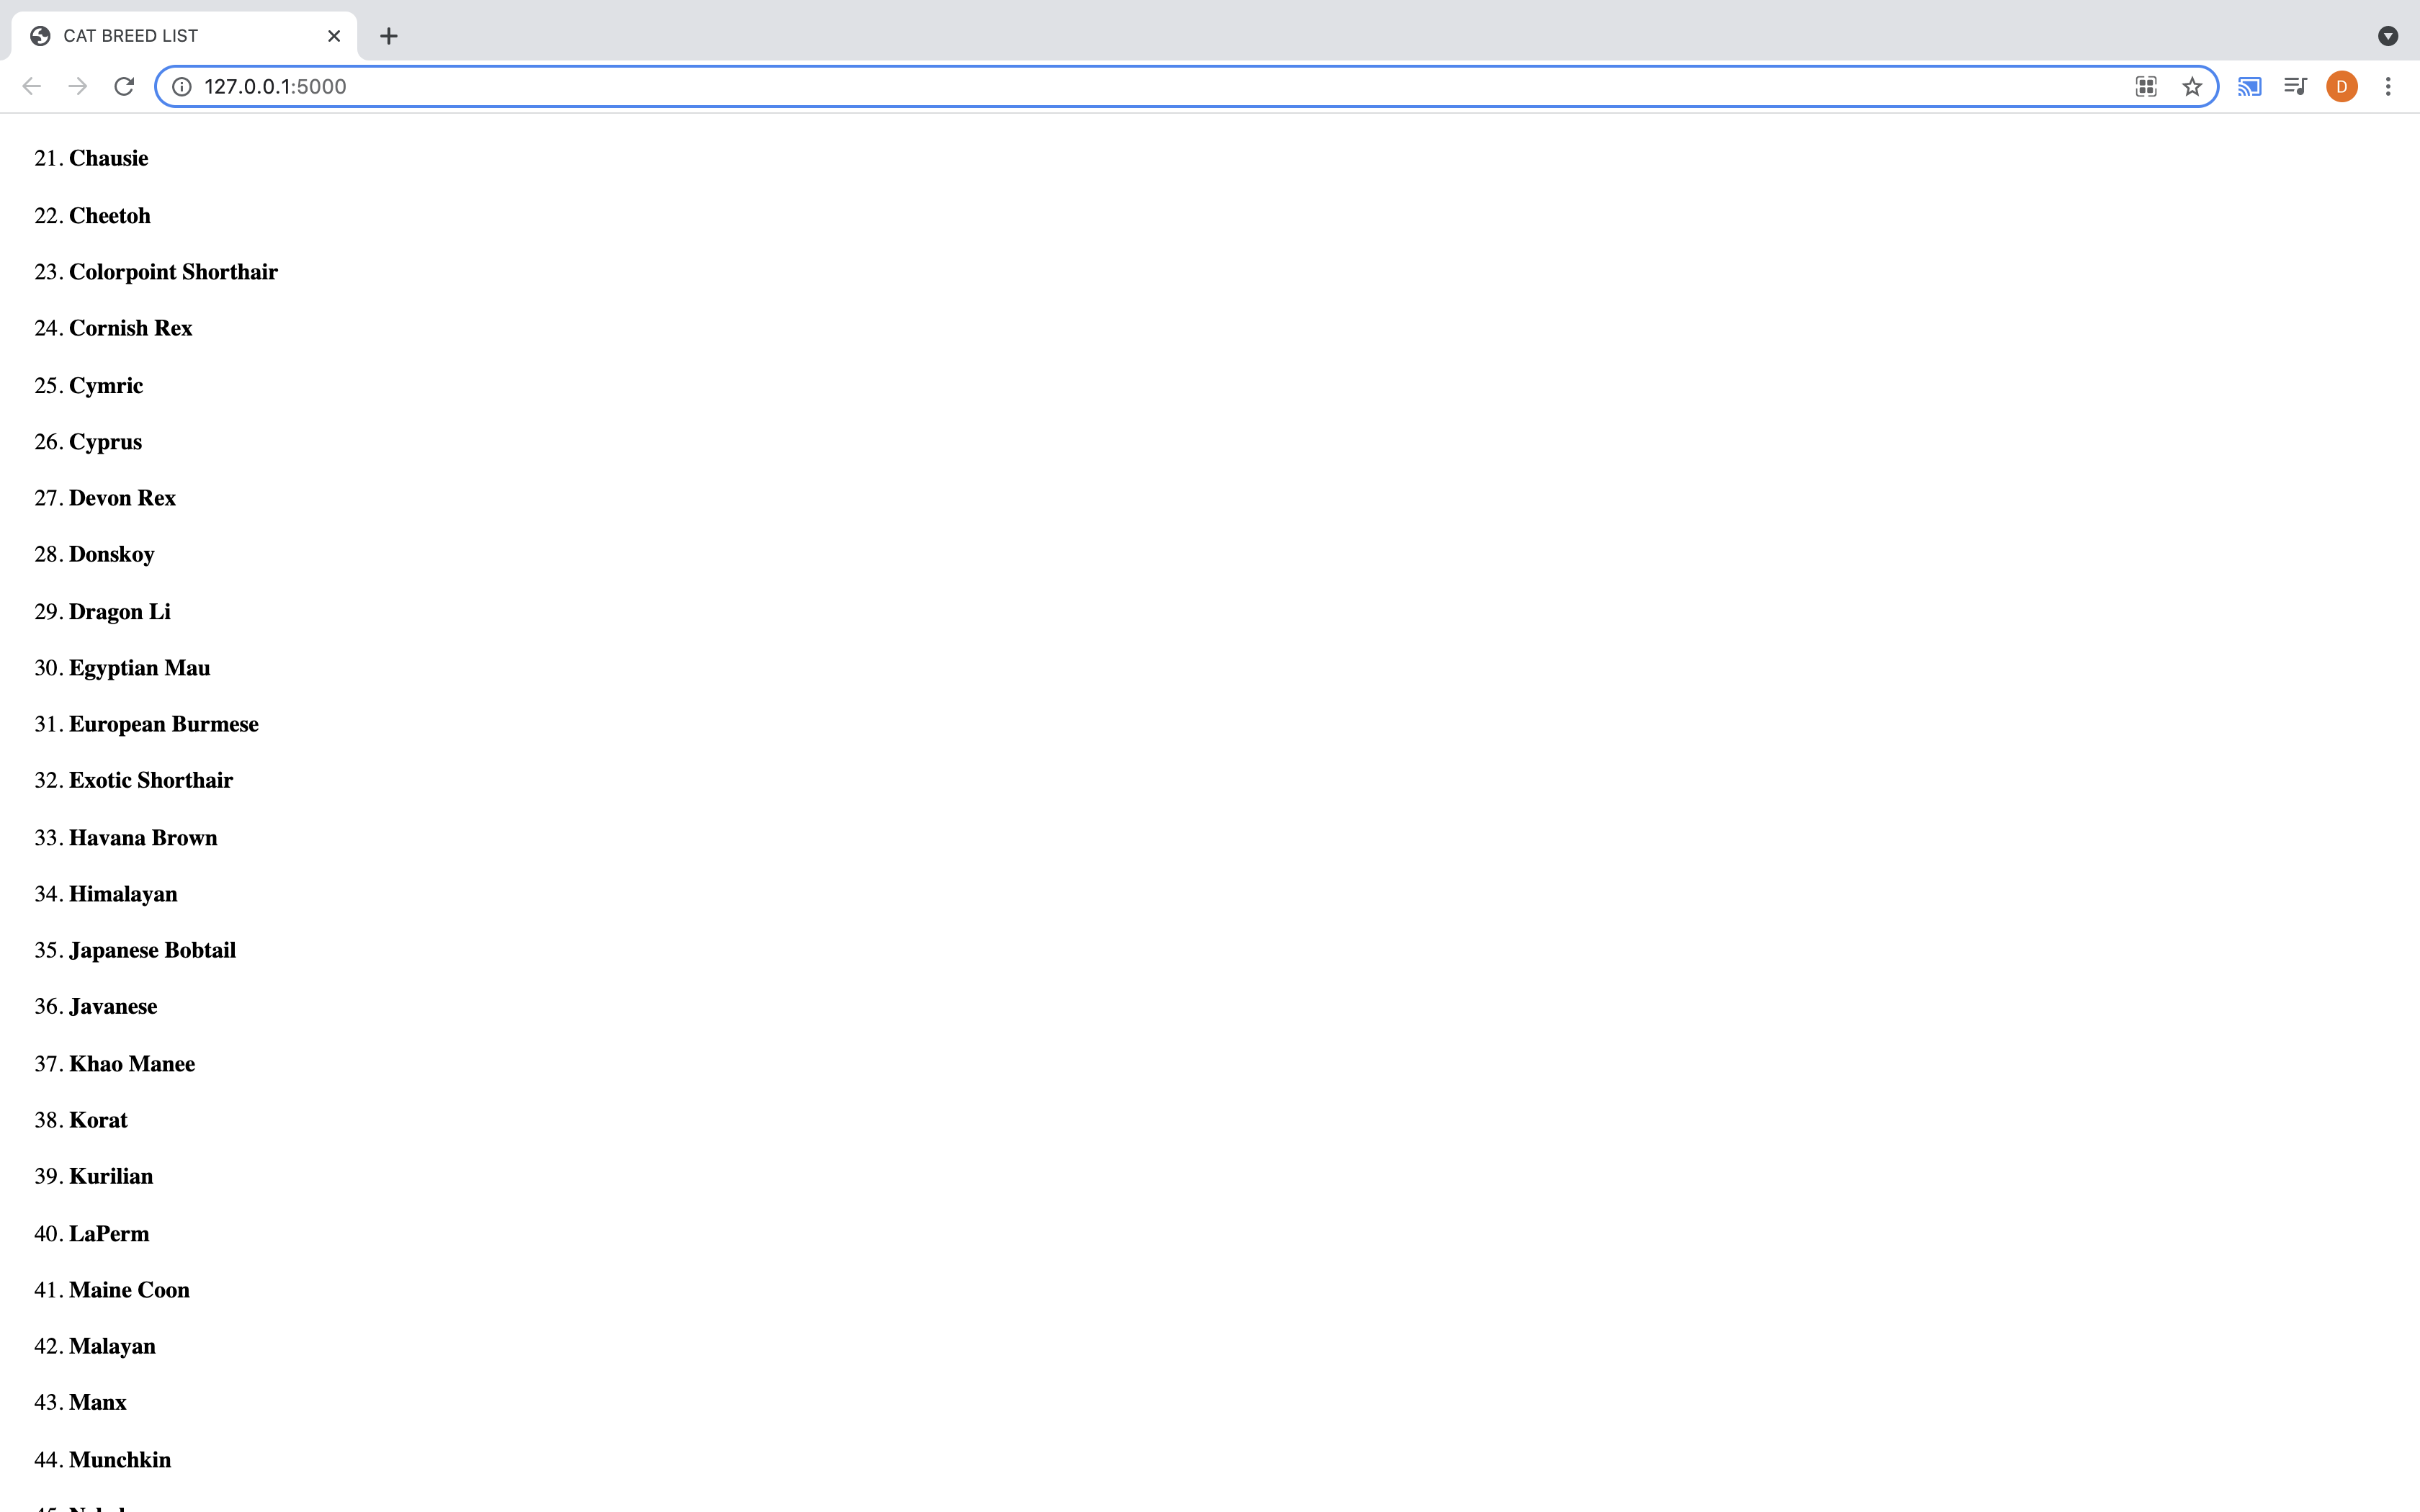 CAT BREED LIST
127.0.0.1:5000
D
21. Chausie
22. Cheetoh
23. Colorpoint Shorthair
24. Cornish Rex
25. Cymric
26. Cyprus
27. Devon Rex
28. Donskoy
29. Dragon Li
30. Egyptian Mau
31. European Burmese
32. Exotic Shorthair
33. Havana Brown
34. Himalayan
35. Japanese Bobtail
36. Javanese
37. Khao Manee
38. Korat
39. Kurilian
40. LaPerm
41. Maine Coon
42. Malayan
43. Manx
44. Munchkin